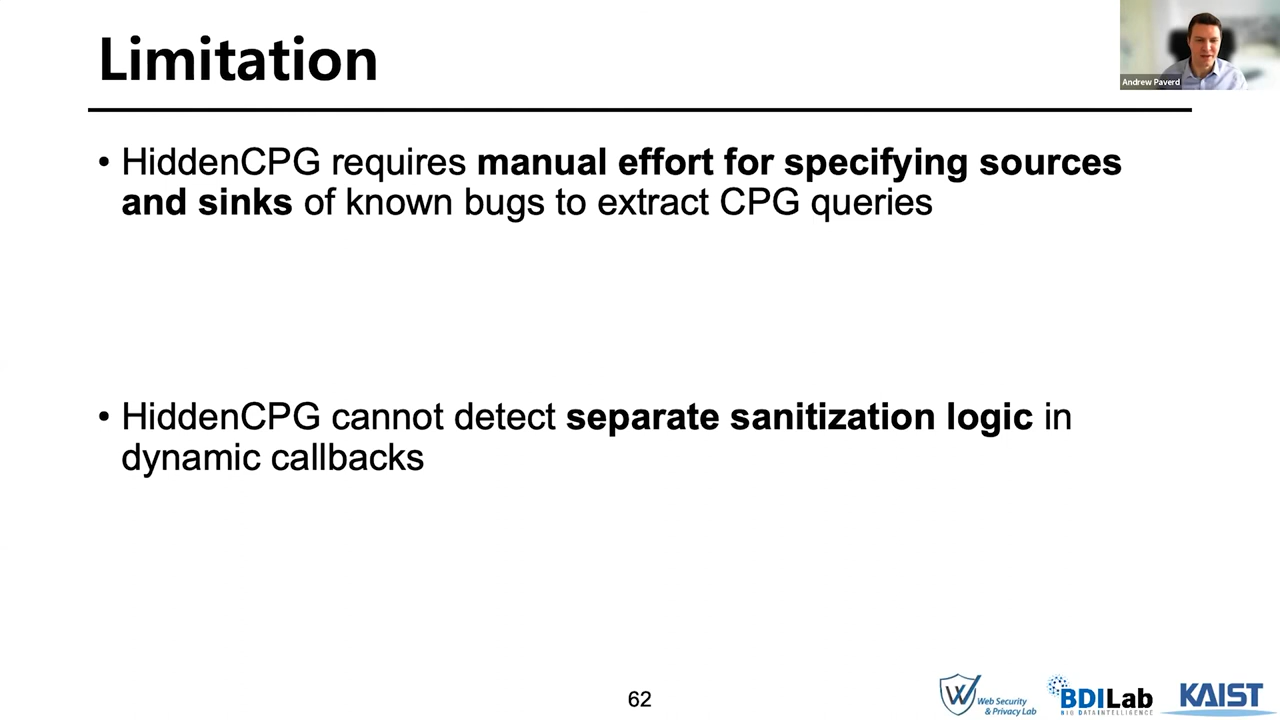 Limitation
Andrew Paverd
• HiddenCPG requires manual effort for specifying sources
and sinks of known bugs to extract CPG queries
• HiddenCPG cannot detect separate sanitization logic in
dynamic callbacks
62
W Web Security
& Privacy Lab
BDILab
BIG DATA INTELLIGENCE
KAIST